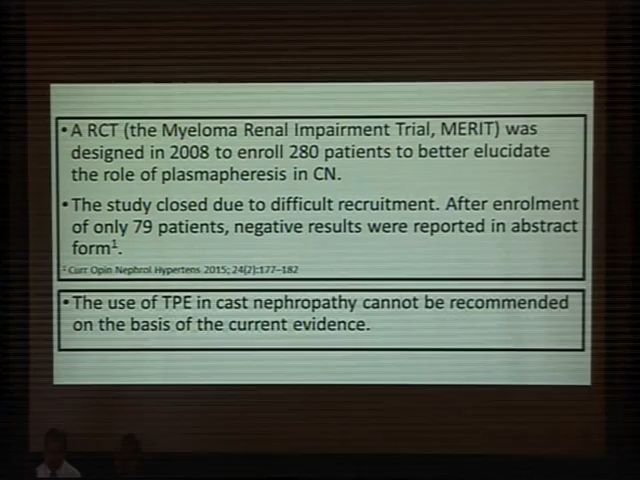 • A RCT (the Myeloma Renal Impairment Trial, MERIT) was
designed in 2008 to enroll 280 patients to better elucidate
the role of plasmapheresis in CN.
• The study closed due to difficult recruitment. After enrolment
of only 79 patients, negative results were reported in abstract
form¹.
¹ Curr Opin Nephrol Hypertens 2015; 24(2):177–182
• The use of TPE in cast nephropathy cannot be recommended
on the basis of the current evidence.